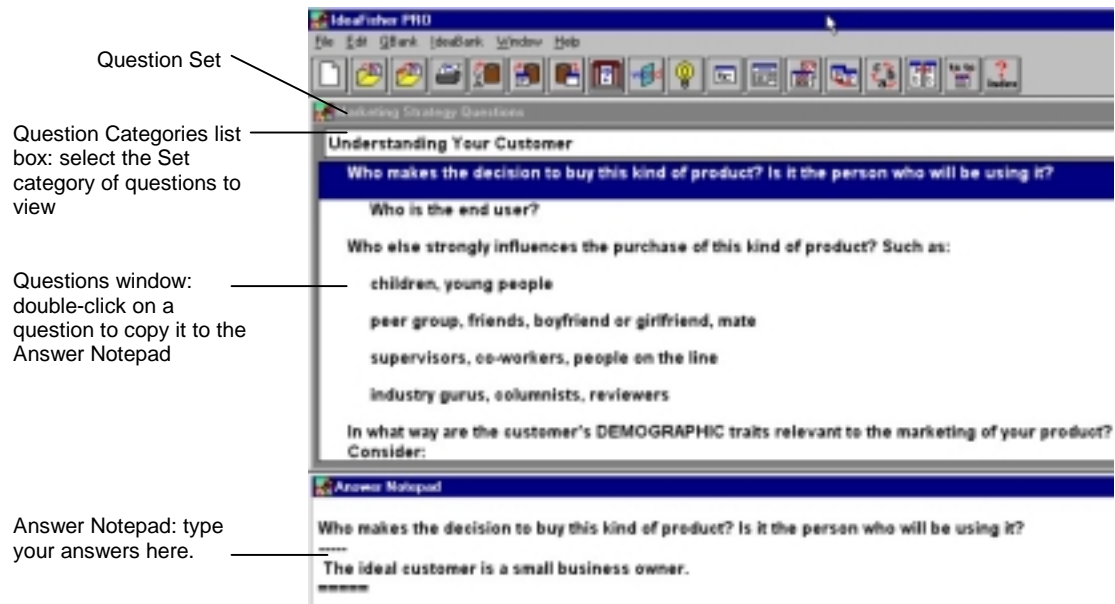 IdeaFisher PRO
File Edit QBank IdeaBank Window Help
Question Set
Marketing Strategy Questions
Question Categories list
box: select the Set
category of questions to
view
Understanding Your Customer
Who makes the decision to buy this kind of product? Is it the person who will be using it?
Who is the end user?
Who else strongly influences the purchase of this kind of product? Such as:
Questions window:
double-click on a
question to copy it to the
Answer Notepad
children, young people
peer group, friends, boyfriend or girlfriend, mate
supervisors, co-workers, people on the line
industry gurus, columnists, reviewers
In what way are the customer's DEMOGRAPHIC traits relevant to the marketing of your product?
Consider:
Answer Notepad
Answer Notepad: type
your answers here.
Who makes the decision to buy this kind of product? Is it the person who will be using it?
-----
The ideal customer is a small business owner.
=====